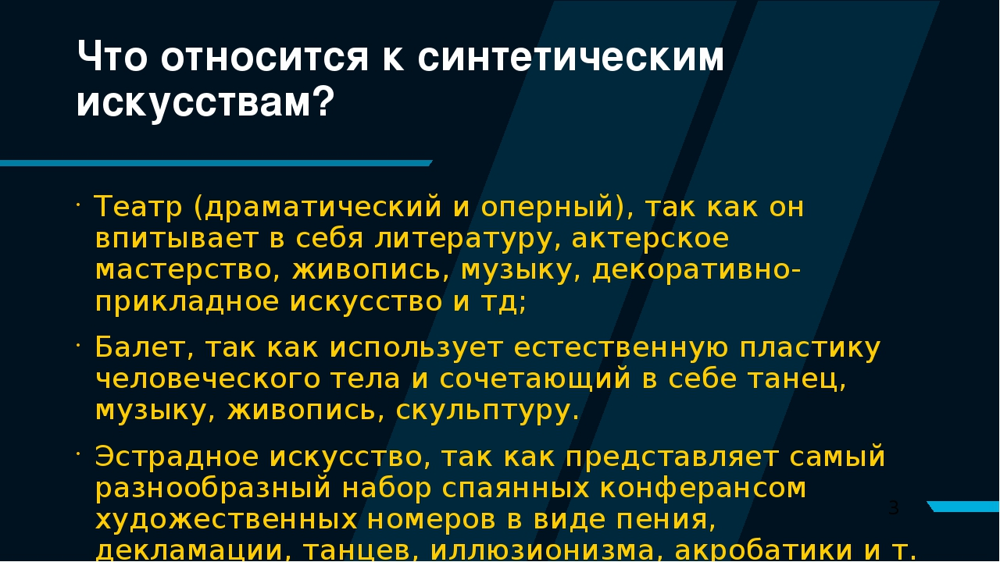 Что относится к синтетическим
искусствам?
· Театр (драматический и оперный), так как он
впитывает в себя литературу, актерское
мастерство, живопись, музыку, декоративно-
прикладное искусство и тд;
· Балет, так как использует естественную пластику
человеческого тела и сочетающий в себе танец,
музыку, живопись, скульптуру.
· Эстрадное искусство, так как представляет самый
разнообразный набор спаянных конферансом
художественных номеров в виде пения,
декламации, танцев, иллюзионизма, акробатики и т.
3